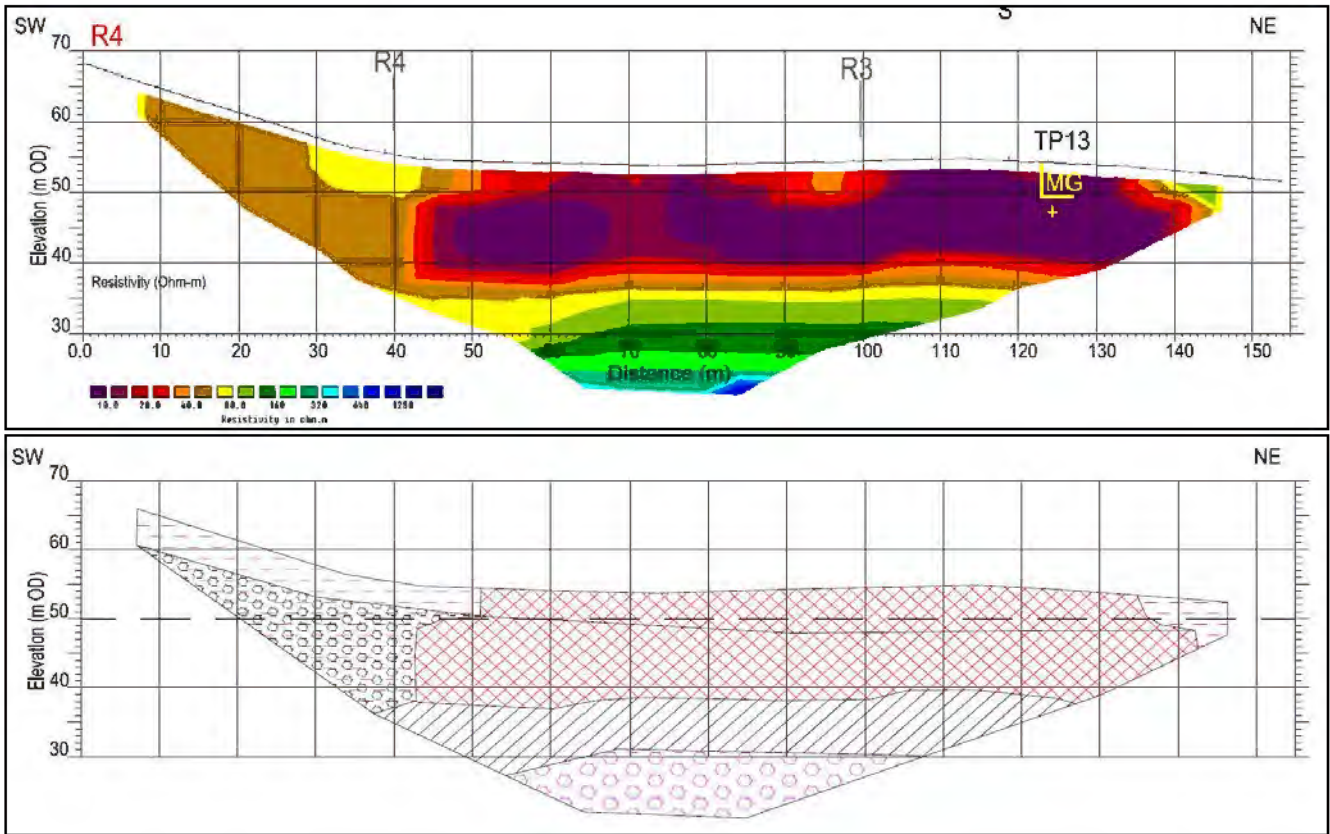 S
SW
NE
R4
70
R4
R3
60
TP13
50
MG
+
Elevation (m OD)
40
Resistivity (Ohm-m)
30
0.0 10 20 30 40 50 60 70 80 90 100 110 120 130 140 150
Distance (m)
10.0 20.0 40.0 80.0 160 320 640 1280
Resistivity in ohm.m
SW
NE
70
60
50
Elevation (m OD)
40
30